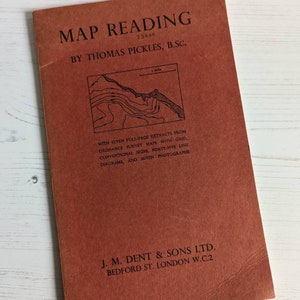 MAP READING
BY THOMAS PICKLES, B.SC.
WITH SEVEN FULL-PAGE EXTRACTS FROM
ORDNANCE SURVEY MAPS WITH GRID,
CONVENTIONAL SIGNS, FORTY-FIVE LINE
DIAGRAMS, AND SEVEN PHOTOGRAPHS
J. M. DENT & SONS LTD.
BEDFORD ST. LONDON W.C.2